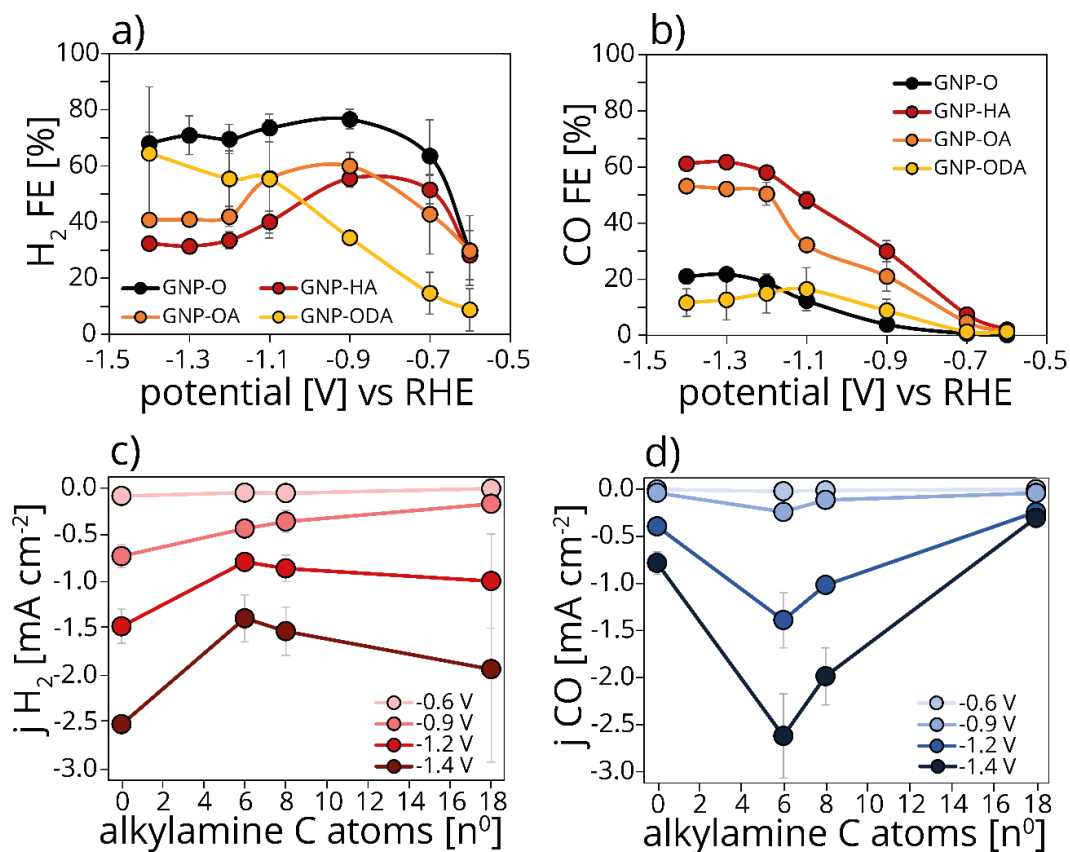 a)
H2 FE [%]
100
80
60
40
20
0
GNP-O
GNP-HA
GNP-OA
GNP-ODA
-1.5
-1.3
-1.1
-0.9
-0.7
-0.5
potential [V] vs RHE
b)
CO FE [%]
100
80
60
40
20
0
GNP-O
GNP-HA
GNP-OA
GNP-ODA
-1.5
-1.3
-1.1
-0.9
-0.7
-0.5
potential [V] vs RHE
c)
j H2 [mA cm-2]
0.0
-0.5
-1.0
-1.5
-2.0
-2.5
-3.0
-0.6 V
-0.9 V
-1.2 V
-1.4 V
0 2 4 6 8 10 12 14 16 18
alkylamine C atoms [n0]
d)
j CO [mA cm-2]
0.0
-0.5
-1.0
-1.5
-2.0
-2.5
-3.0
-0.6 V
-0.9 V
-1.2 V
-1.4 V
0 2 4 6 8 10 12 14 16 18
alkylamine C atoms [n0]